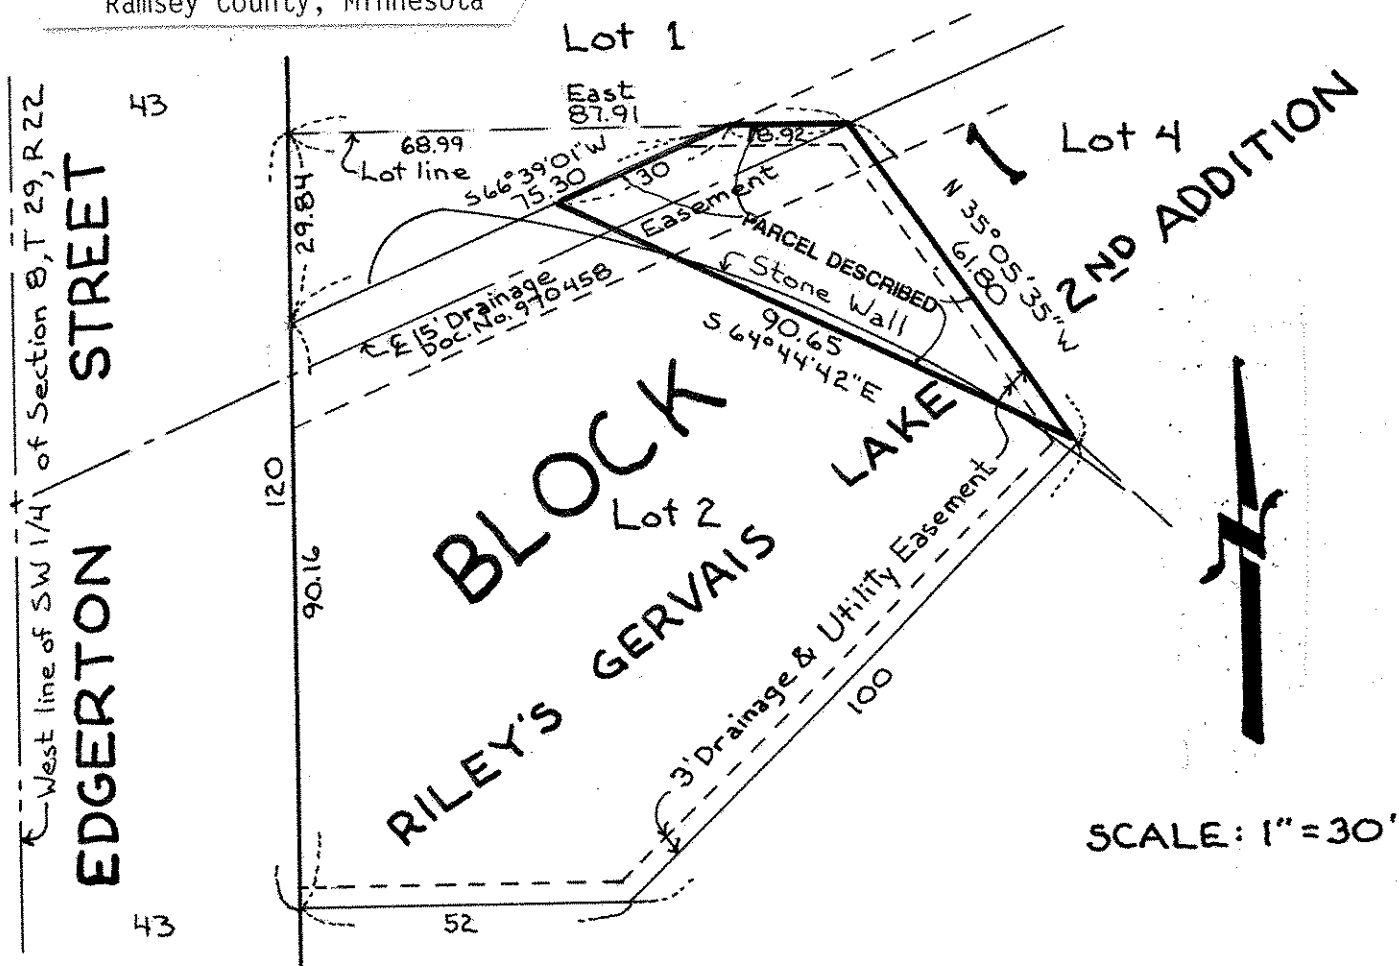 Ramsey County, Minnesota
Lot 1
43
East
87.91
68.99
Lot line
18.92
S 66°39'01"W
75.30
30
Easement
29.84
1
Lot 4
2ND ADDITION
N 35°05'35"W
61.80
PARCEL DESCRIBED
Stone Wall
90.65
S 64°44'42"E
℄ 15' Drainage
Doc. No. 970458
West line of SW 1/4 of Section 8, T 29, R 22
EDGERTON STREET
120
90.16
BLOCK
Lot 2
RILEY'S GERVAIS LAKE
3' Drainage & Utility Easement
100
52
43
SCALE: 1" = 30'